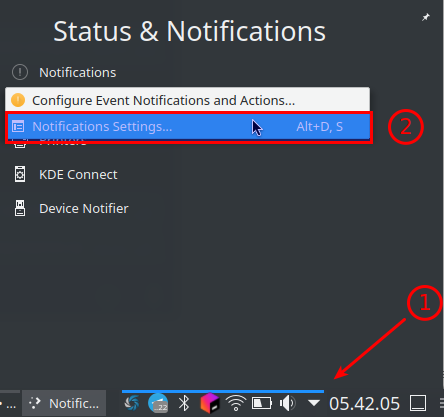 Status & Notifications
Notifications
Configure Event Notifications and Actions...
Notifications Settings... Alt+D, S
2
Printers
KDE Connect
Device Notifier
1
... Notific... 22 05.42.05